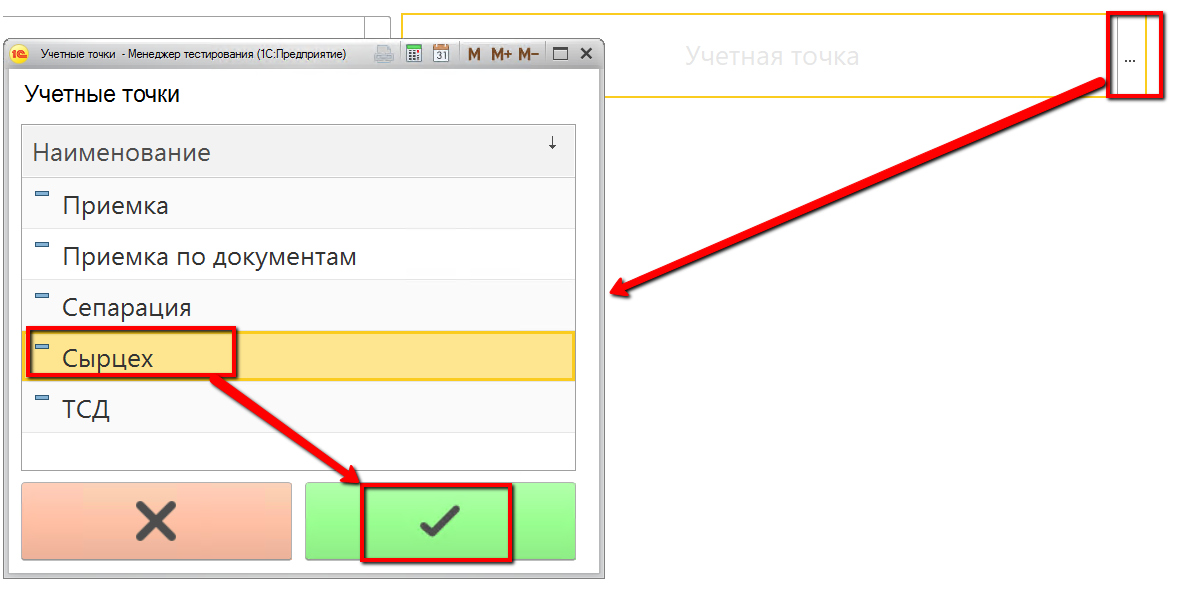 Учетная точка
...
1С Учетные точки - Менеджер тестирования (1С:Предприятие) 31 M M+ M−
Учетные точки
Наименование ↓
Приемка
Приемка по документам
Сепарация
Сырцех
ТСД